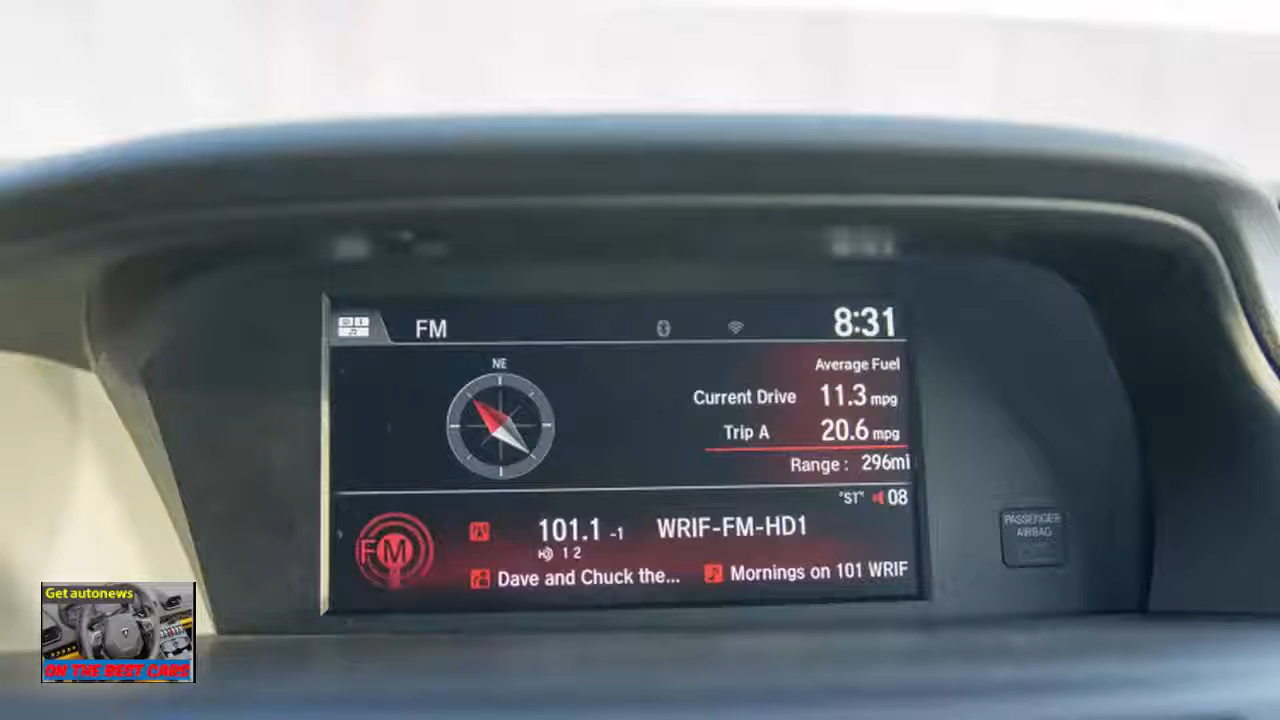 FM
8:31
NE
Average Fuel
Current Drive 11.3 mpg
Trip A 20.6 mpg
Range : 296mi
"ST" 08
FM
101.1 -1 WRIF-FM-HD1
HD 1 2
Dave and Chuck the... Mornings on 101 WRIF
PASSENGER
AIRBAG
Get autonews
ON THE BEST CARS